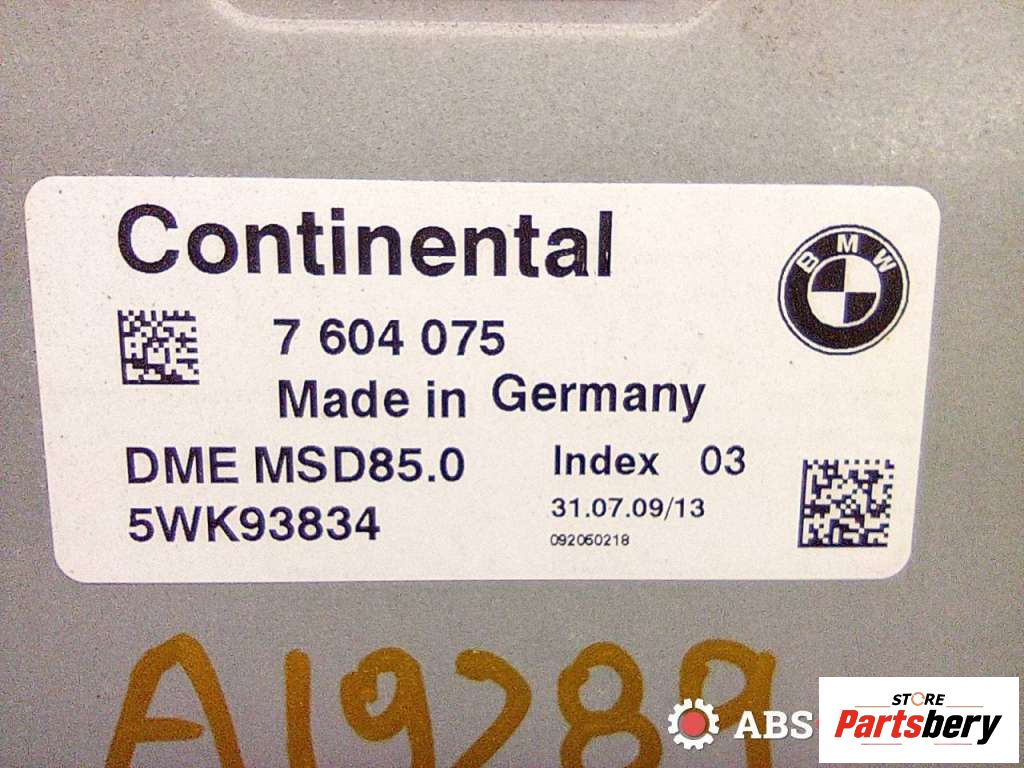 Continental
BMW
7 604 075
Made in Germany
DME MSD85.0
Index 03
5WK93834
31.07.09/13
092060218
A19289
ABS
STORE
Partsbery